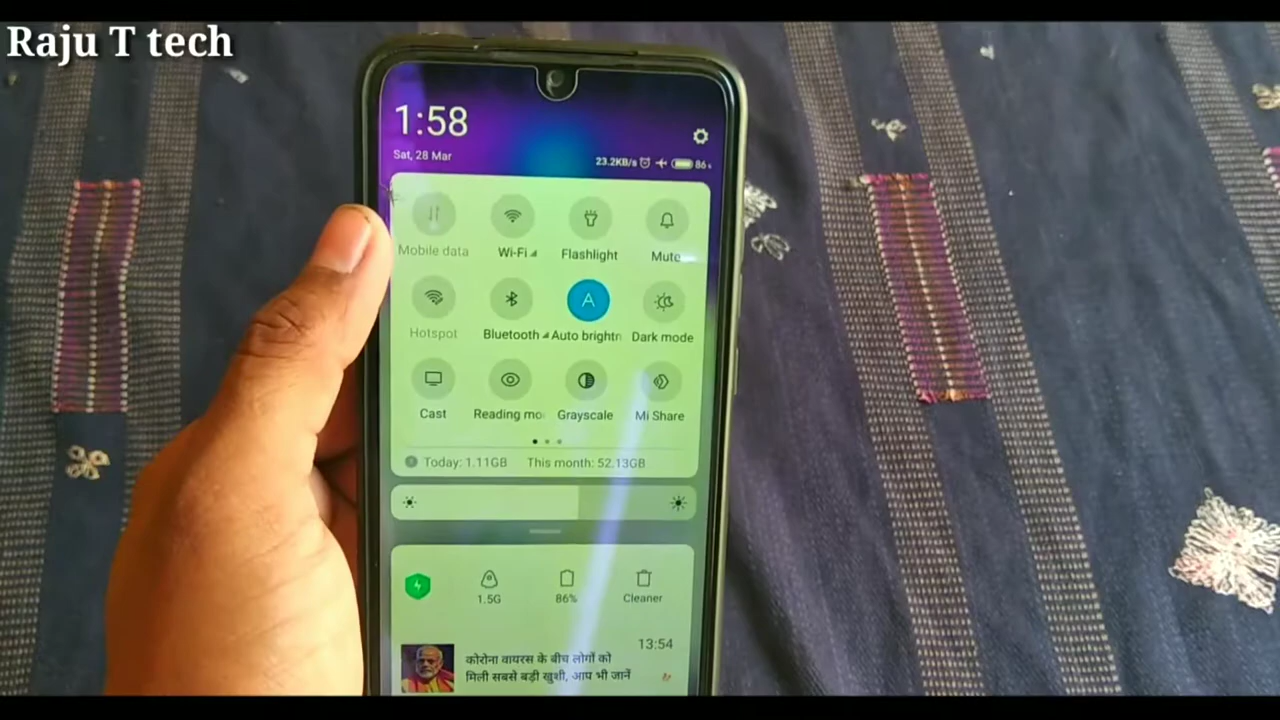 Raju T tech
1:58
Sat, 28 Mar
23.2KB/s 86
Mobile data
Wi-Fi
Flashlight
Mute
Hotspot
Bluetooth
Auto brightn
Dark mode
A
Cast
Reading mo
Grayscale
Mi Share
Today: 1.11GB This month: 52.13GB
1.5G
86%
Cleaner
13:54
कोरोना वायरस के बीच लोगों को
मिली सबसे बड़ी खुशी, आप भी जानें